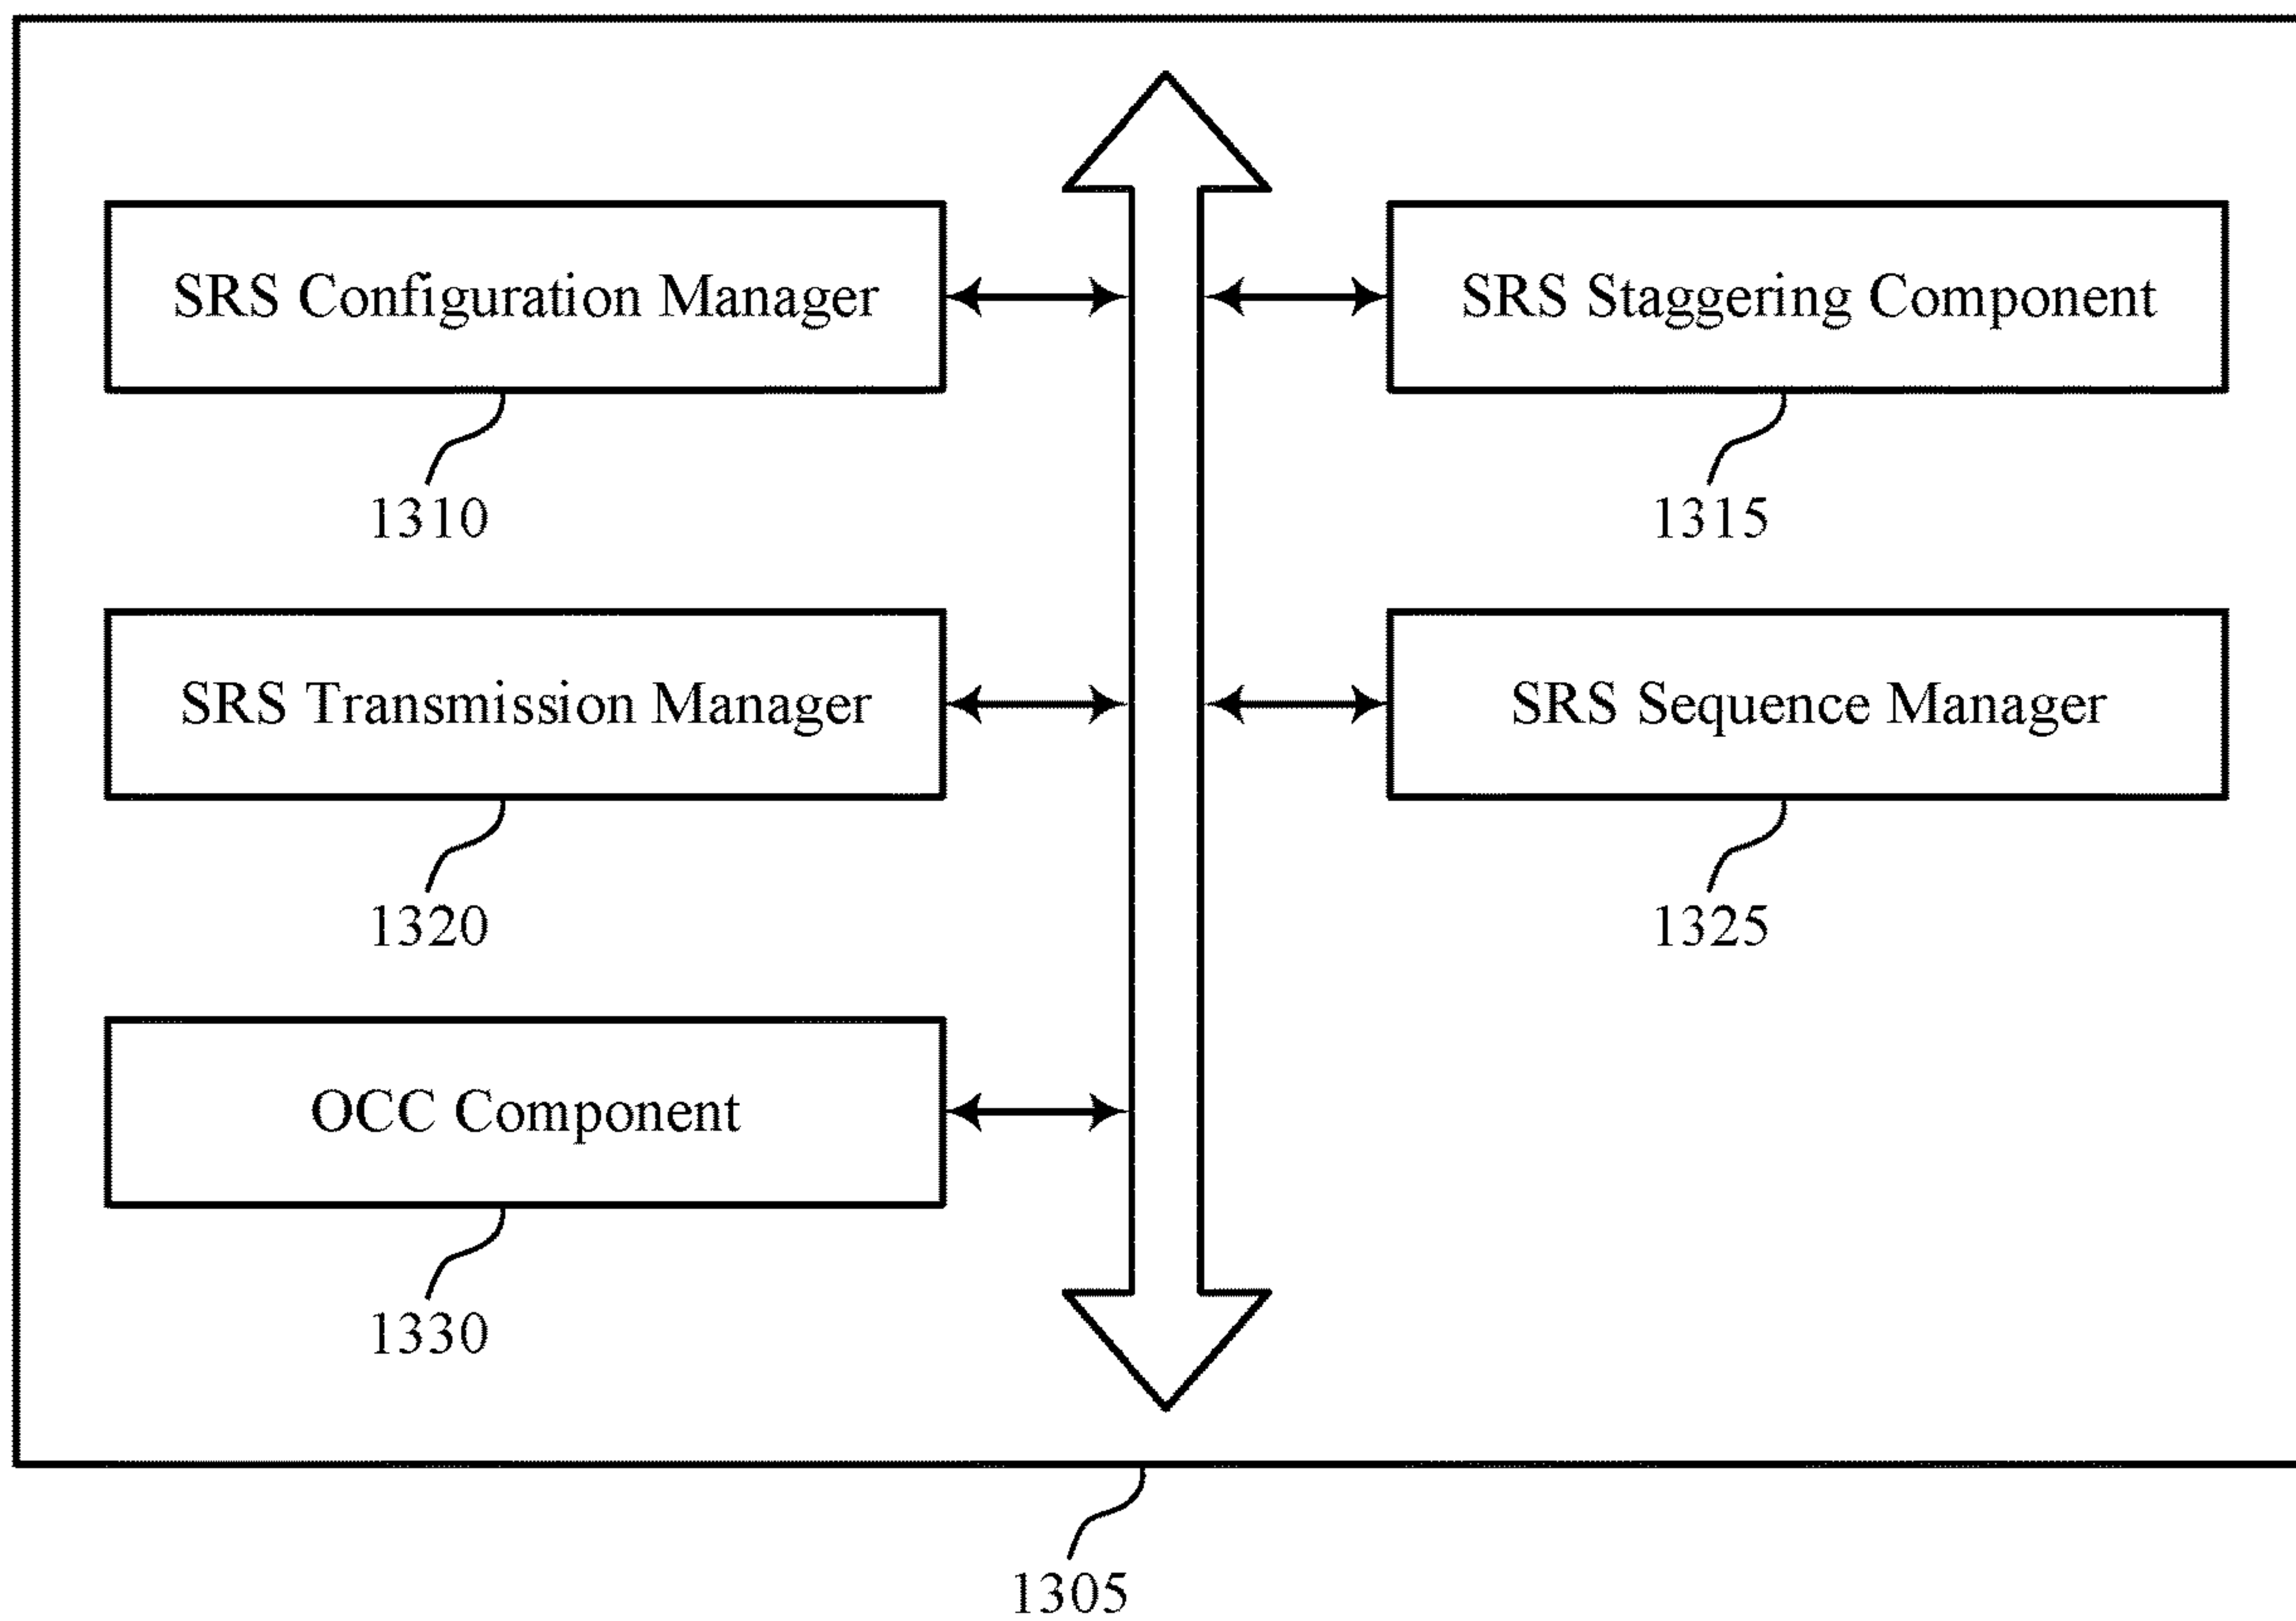 SRS Configuration Manager
SRS Staggering Component
1310
1315
SRS Transmission Manager
SRS Sequence Manager
1320
1325
OCC Component
1330
1305